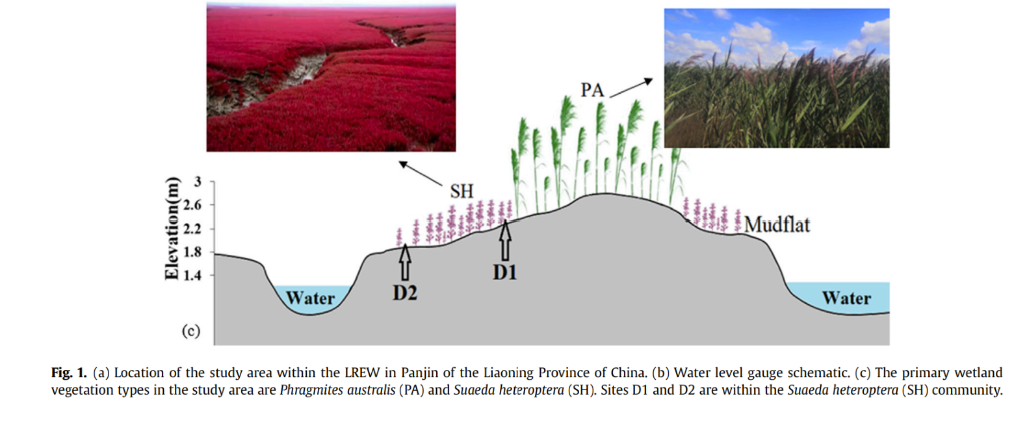 PA
SH
Elevation(m)
3
2.6
2.2
1.8
1.4
Mudflat
D1
D2
Water
Water
(c)
Fig. 1. (a) Location of the study area within the LREW in Panjin of the Liaoning Province of China. (b) Water level gauge schematic. (c) The primary wetland
vegetation types in the study area are Phragmites australis (PA) and Suaeda heteroptera (SH). Sites D1 and D2 are within the Suaeda heteroptera (SH) community.